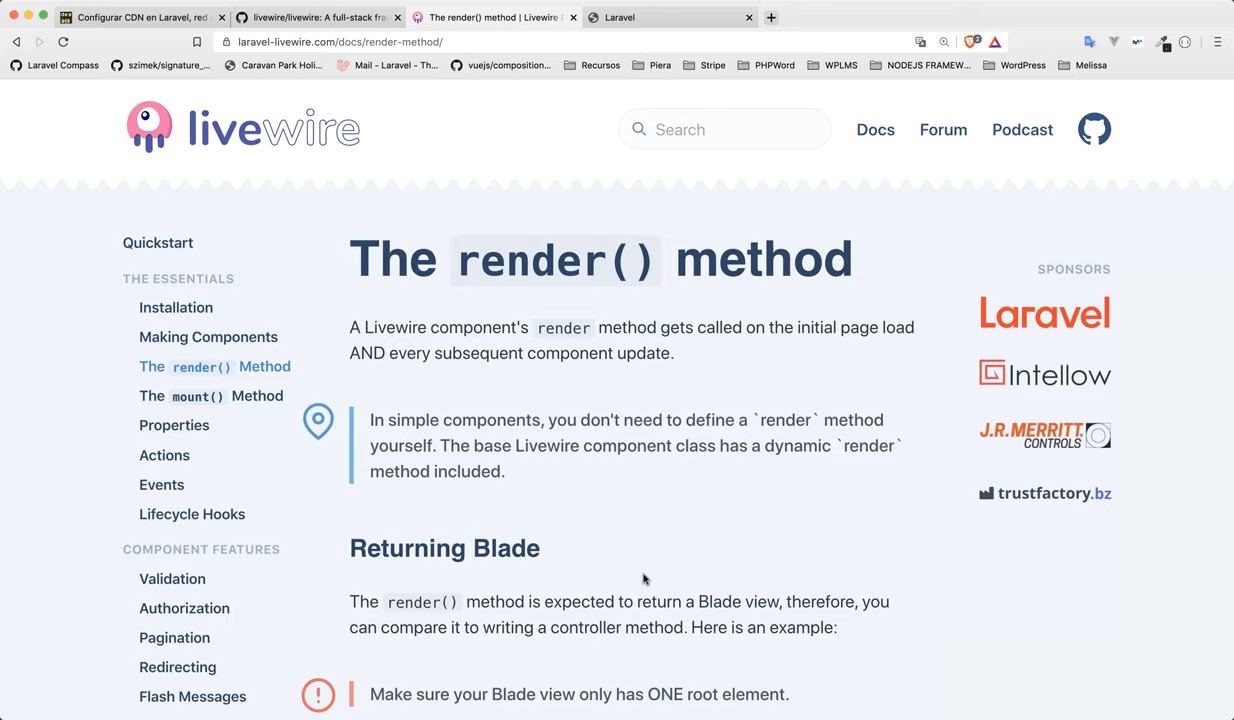 Configurar CDN en Laravel, red
livewire/livewire: A full-stack fra
The render() method | Livewire
Laravel
laravel-livewire.com/docs/render-method/
2
Laravel Compass
szimek/signature_...
Caravan Park Holi...
Mail - Laravel - Th...
vuejs/composition...
Recursos
Piera
Stripe
PHPWord
WPLMS
NODEJS FRAMEW...
WordPress
Melissa
livewire
Search
Docs
Forum
Podcast
Quickstart
THE ESSENTIALS
Installation
Making Components
The render() Method
The mount() Method
Properties
Actions
Events
Lifecycle Hooks
COMPONENT FEATURES
Validation
Authorization
Pagination
Redirecting
Flash Messages
The render() method
A Livewire component's render method gets called on the initial page load
AND every subsequent component update.
In simple components, you don't need to define a `render` method
yourself. The base Livewire component class has a dynamic `render`
method included.
Returning Blade
The render() method is expected to return a Blade view, therefore, you
can compare it to writing a controller method. Here is an example:
Make sure your Blade view only has ONE root element.
SPONSORS
Laravel
Intellow
J.R.MERRITT
CONTROLS
trustfactory.bz